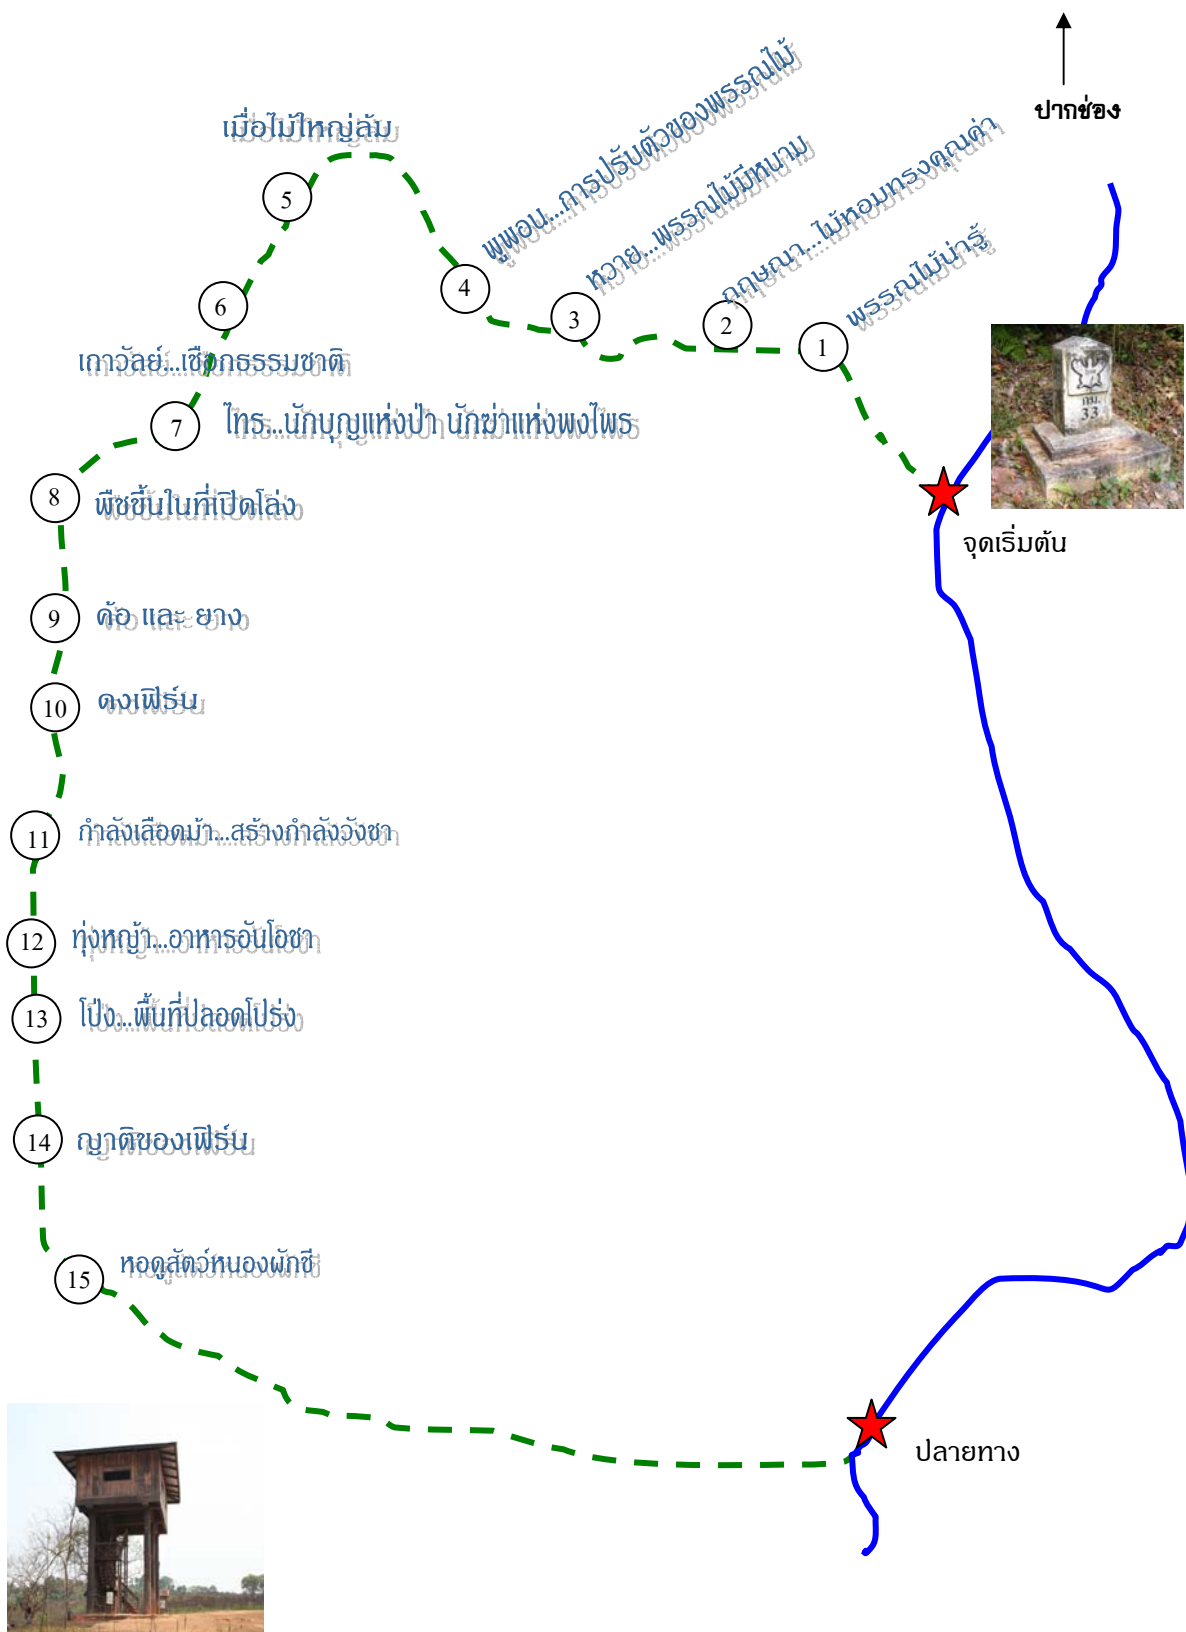 ปากช่อง
กม.
33
จุดเริ่มต้น
1
พรรณไม้น่ารู้
2
กฤษณา...ไม้หอมทรงคุณค่า
3
หวาย...พรรณไม้มีหนาม
4
พูพอน...การปรับตัวของพรรณไม้
5
เมื่อไม้ใหญ่ล้ม
6
เถาวัลย์...เชือกธรรมชาติ
7
ไทร...นักบุญแห่งป่า นักฆ่าแห่งพงไพร
8
พืชขึ้นในที่เปิดโล่ง
9
ค้อ และ ยาง
10
ดงเฟิร์น
11
กำลังเลือดม้า...สร้างกำลังวังชา
12
ทุ่งหญ้า...อาหารอันโอชา
13
โป่ง...พื้นที่ปลอดโปร่ง
14
ญาติของเฟิร์น
15
หอดูสัตว์หนองผักชี
ปลายทาง